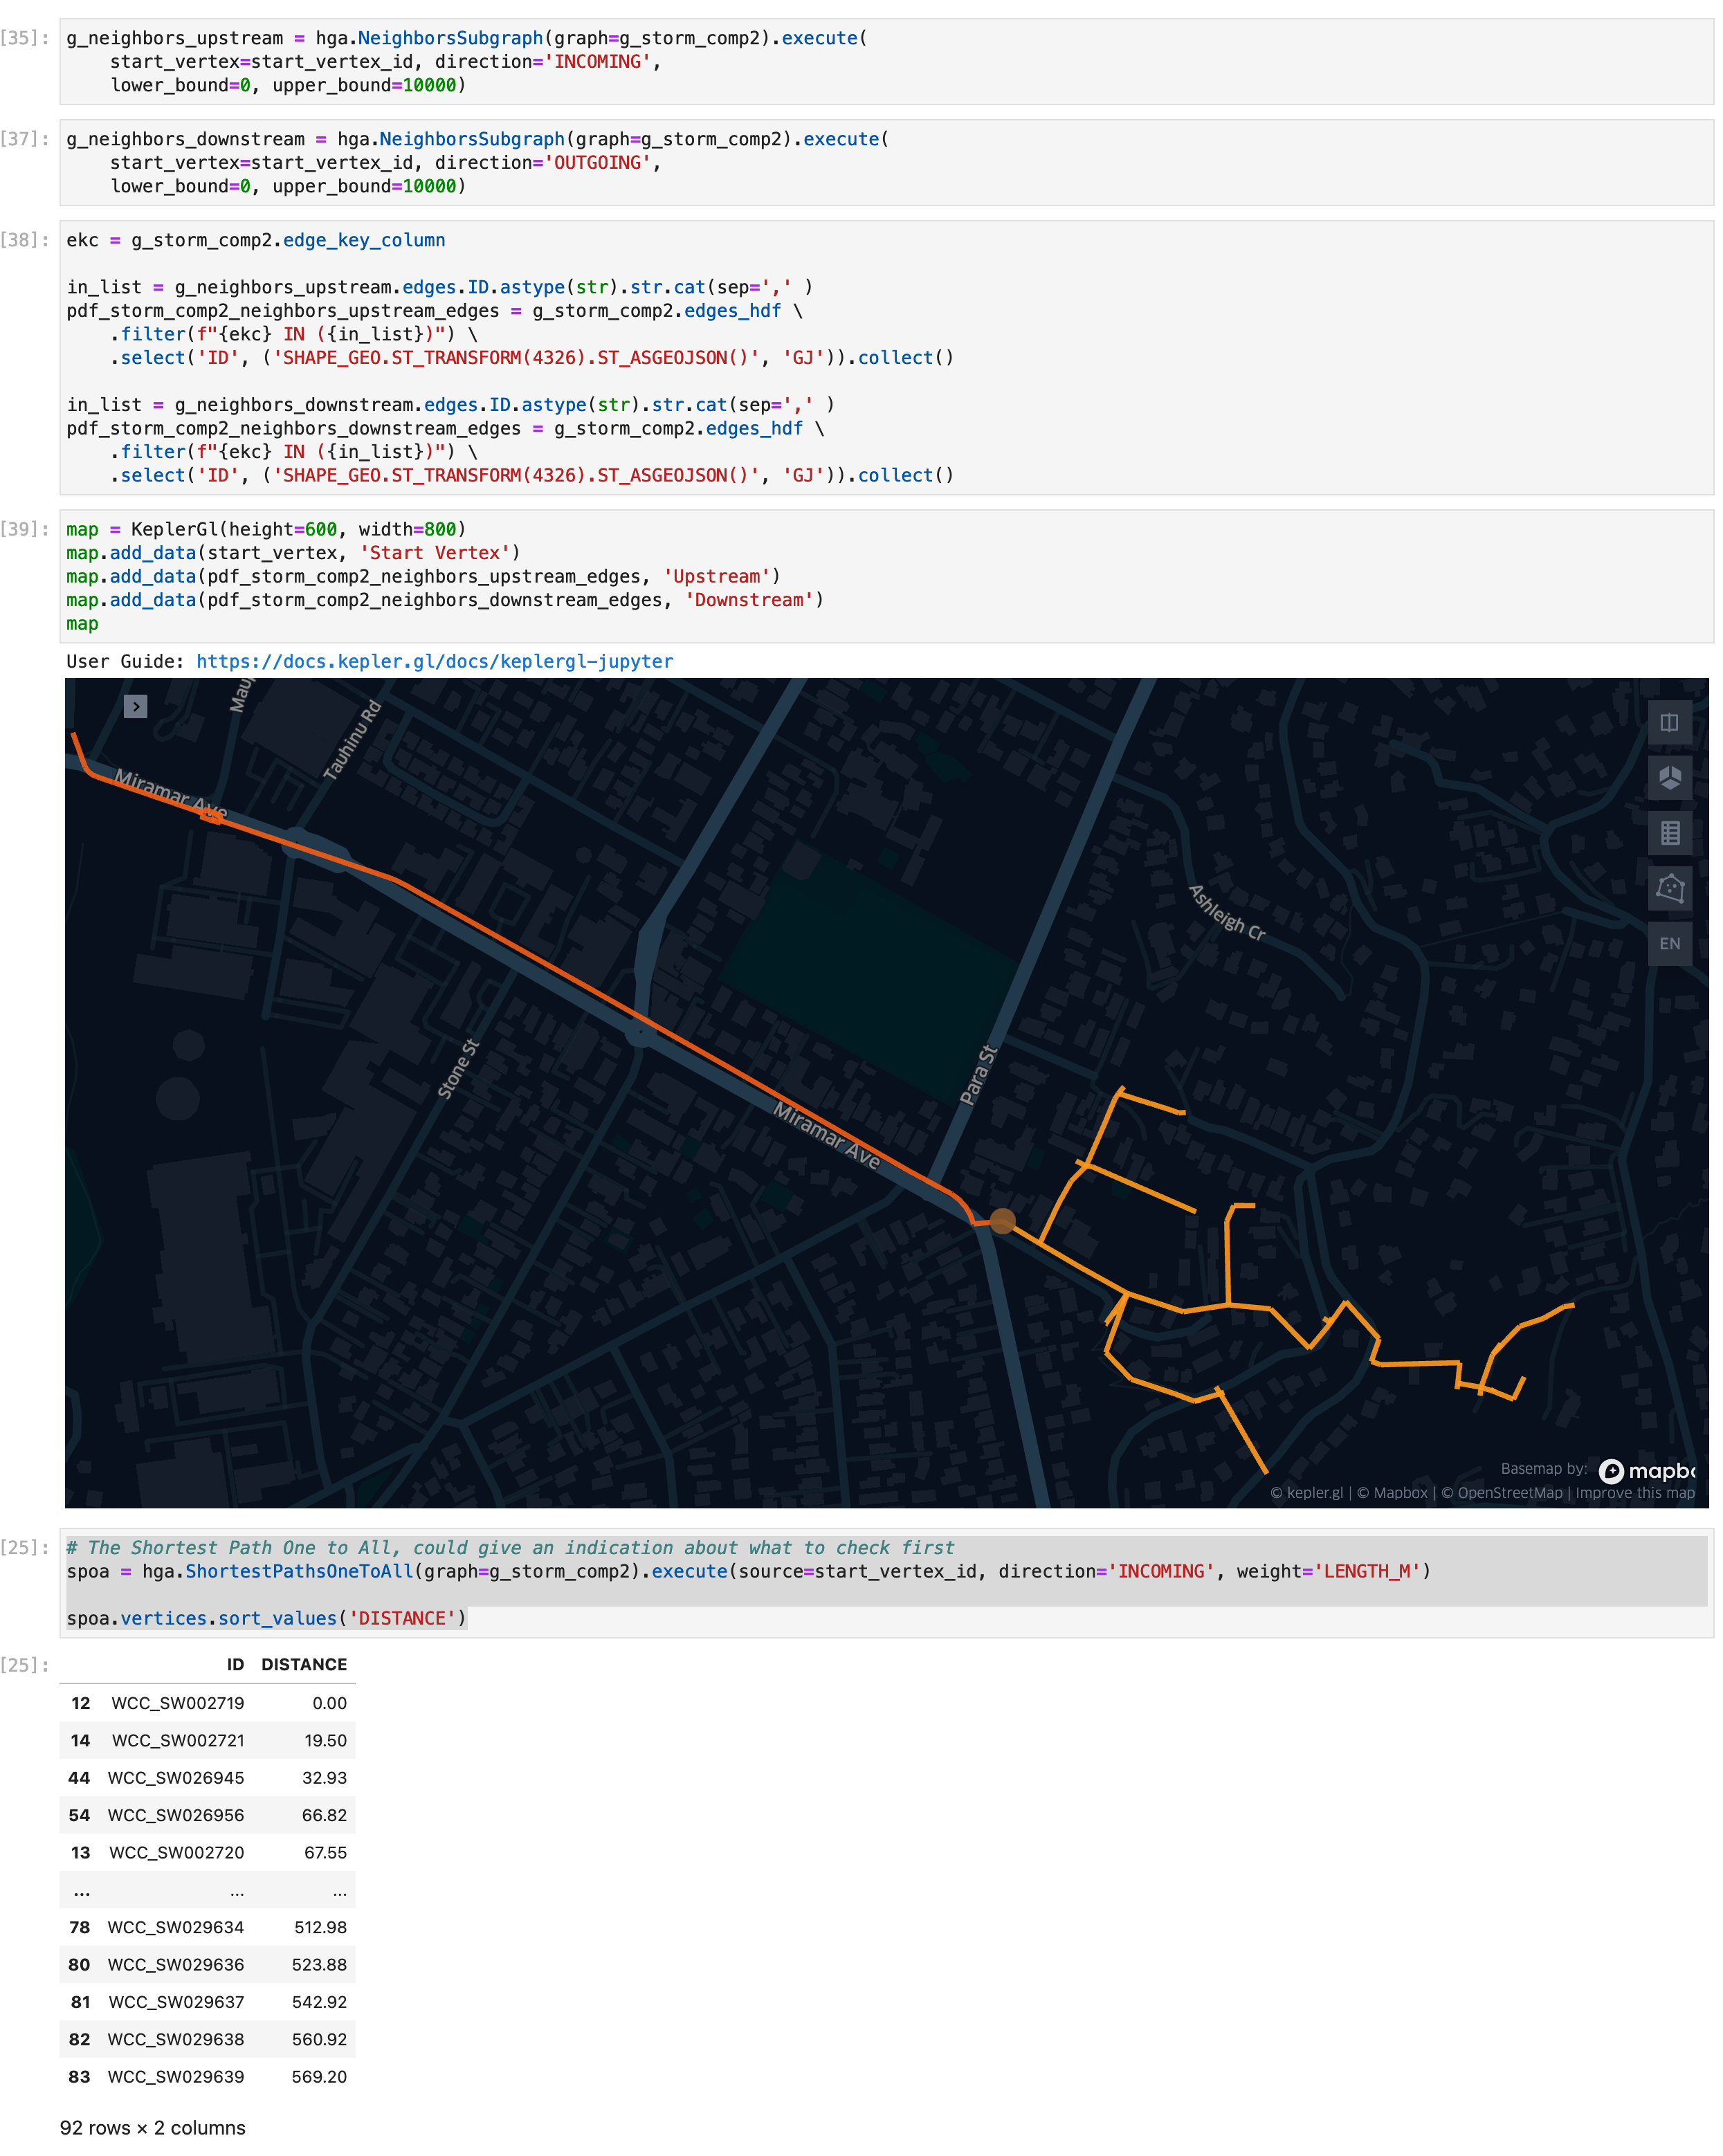 [35]:
g_neighbors_upstream = hga.NeighborsSubgraph(graph=g_storm_comp2).execute(
    start_vertex=start_vertex_id, direction='INCOMING',
    lower_bound=0, upper_bound=10000)
[37]:
g_neighbors_downstream = hga.NeighborsSubgraph(graph=g_storm_comp2).execute(
    start_vertex=start_vertex_id, direction='OUTGOING',
    lower_bound=0, upper_bound=10000)
[38]:
ekc = g_storm_comp2.edge_key_column
in_list = g_neighbors_upstream.edges.ID.astype(str).str.cat(sep=',' )
pdf_storm_comp2_neighbors_upstream_edges = g_storm_comp2.edges_hdf \
    .filter(f"{ekc} IN ({in_list})") \
    .select('ID', ('SHAPE_GEO.ST_TRANSFORM(4326).ST_ASGEOJSON()', 'GJ')).collect()
in_list = g_neighbors_downstream.edges.ID.astype(str).str.cat(sep=',' )
pdf_storm_comp2_neighbors_downstream_edges = g_storm_comp2.edges_hdf \
    .filter(f"{ekc} IN ({in_list})") \
    .select('ID', ('SHAPE_GEO.ST_TRANSFORM(4326).ST_ASGEOJSON()', 'GJ')).collect()
[39]:
map = KeplerGl(height=600, width=800)
map.add_data(start_vertex, 'Start Vertex')
map.add_data(pdf_storm_comp2_neighbors_upstream_edges, 'Upstream')
map.add_data(pdf_storm_comp2_neighbors_downstream_edges, 'Downstream')
map
User Guide: https://docs.kepler.gl/docs/keplergl-jupyter
Maup
Tauhinu Rd
Miramar Ave
Ashleigh Cr
EN
Stone St
Para St
Miramar Ave
Basemap by: mapbo
© kepler.gl | © Mapbox | © OpenStreetMap | Improve this map
[25]:
# The Shortest Path One to All, could give an indication about what to check first
spoa = hga.ShortestPathsOneToAll(graph=g_storm_comp2).execute(source=start_vertex_id, direction='INCOMING', weight='LENGTH_M')
spoa.vertices.sort_values('DISTANCE')
[25]:
ID DISTANCE
12 WCC_SW002719 0.00
14 WCC_SW002721 19.50
44 WCC_SW026945 32.93
54 WCC_SW026956 66.82
13 WCC_SW002720 67.55
... ... ...
78 WCC_SW029634 512.98
80 WCC_SW029636 523.88
81 WCC_SW029637 542.92
82 WCC_SW029638 560.92
83 WCC_SW029639 569.20
92 rows × 2 columns